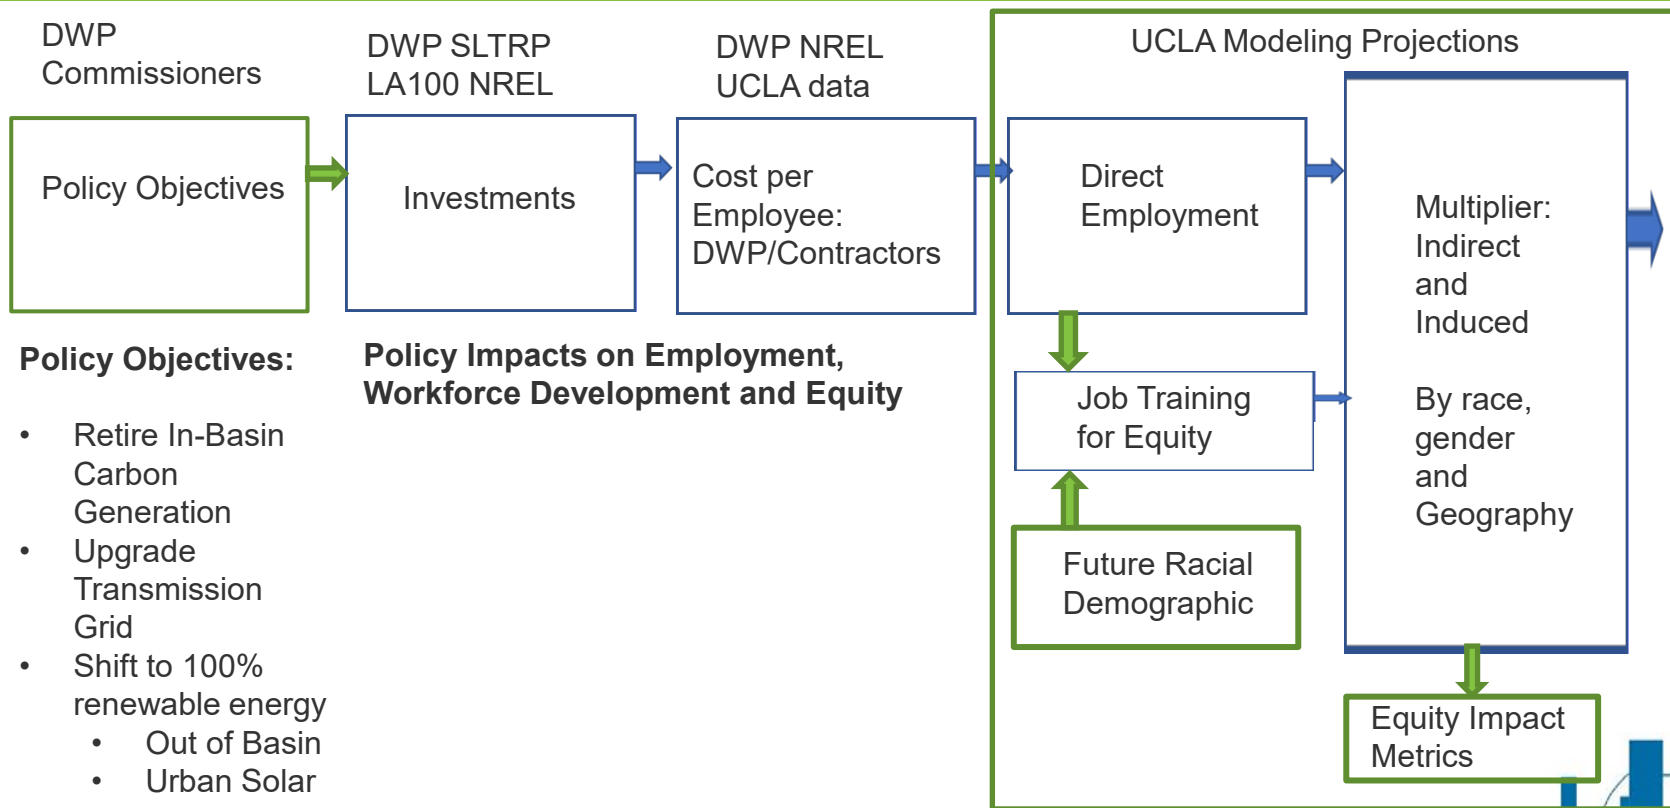 DWP
Commissioners
DWP SLTRP
LA100 NREL
DWP NREL
UCLA data
UCLA Modeling Projections
Policy Objectives
Investments
Cost per
Employee:
DWP/Contractors
Direct
Employment
Multiplier:
Indirect
and
Induced
By race,
gender
and
Geography
Job Training
for Equity
Future Racial
Demographic
Equity Impact
Metrics
Policy Objectives:
• Retire In-Basin
Carbon
Generation
• Upgrade
Transmission
Grid
• Shift to 100%
renewable energy
• Out of Basin
• Urban Solar
Policy Impacts on Employment,
Workforce Development and Equity